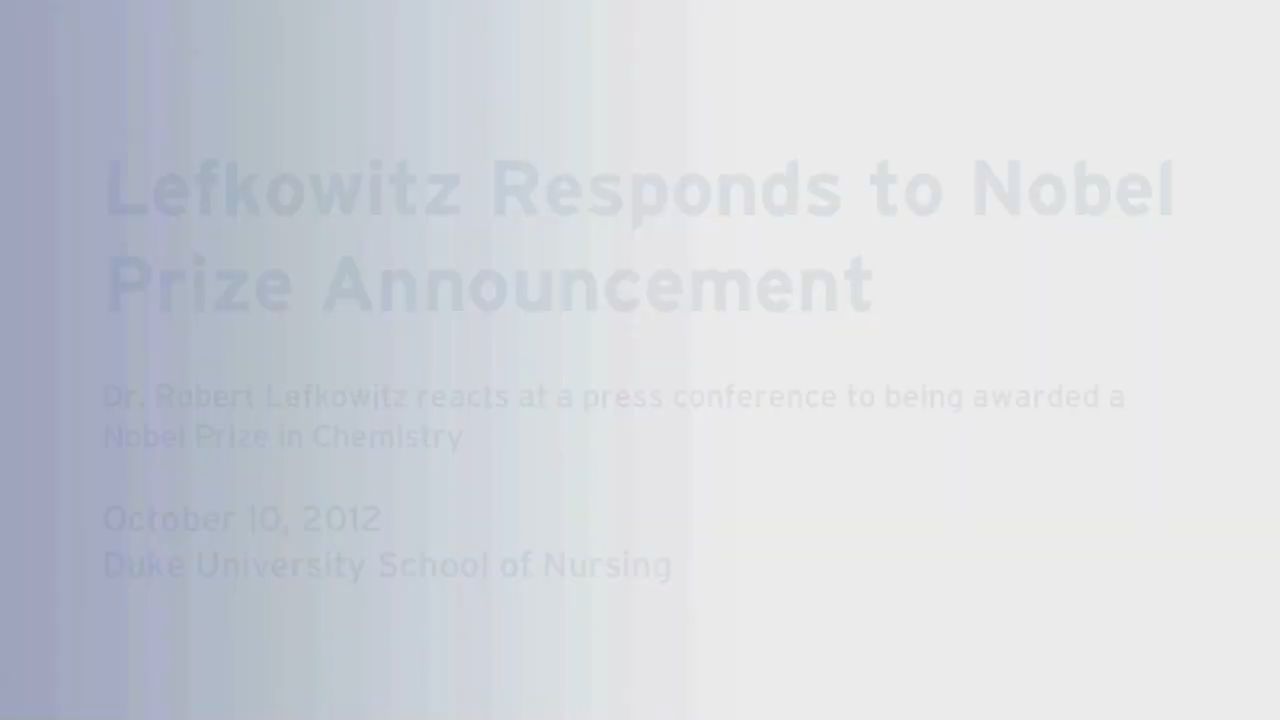 Lefkowitz Responds to Nobel
Prize Announcement
Dr. Robert Lefkowitz reacts at a press conference to being awarded a
Nobel Prize in Chemistry
October 10, 2012
Duke University School of Nursing